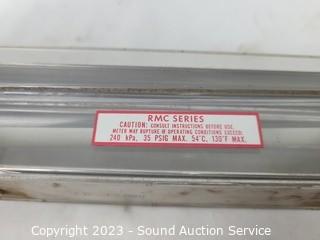 RMC SERIES
CAUTION: CONSULT INSTRUCTIONS BEFORE USE.
METER MAY RUPTURE IF OPERATING CONDITIONS EXCEED:
240 kPa, 35 PSIG MAX. 54°C, 130°F MAX.
Copyright 2023 - Sound Auction Service